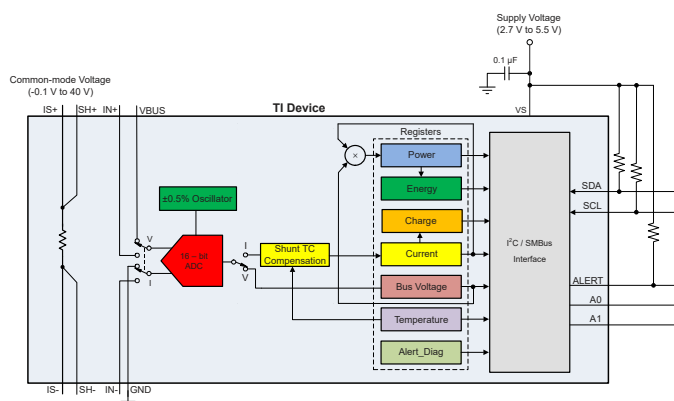 Supply Voltage
(2.7 V to 5.5 V)
0.1 µF
Common-mode Voltage
(-0.1 V to 40 V)
IS+ SH+ IN+ VBUS
TI Device
VS
Registers
×
Power
±0.5% Oscillator
Energy
SDA
Charge
SCL
V
16 – bit
ADC
I
Shunt TC
Compensation
Current
I²C / SMBus
Interface
I
V
Bus Voltage
ALERT
A0
Temperature
A1
Alert_Diag
IS- SH- IN- GND